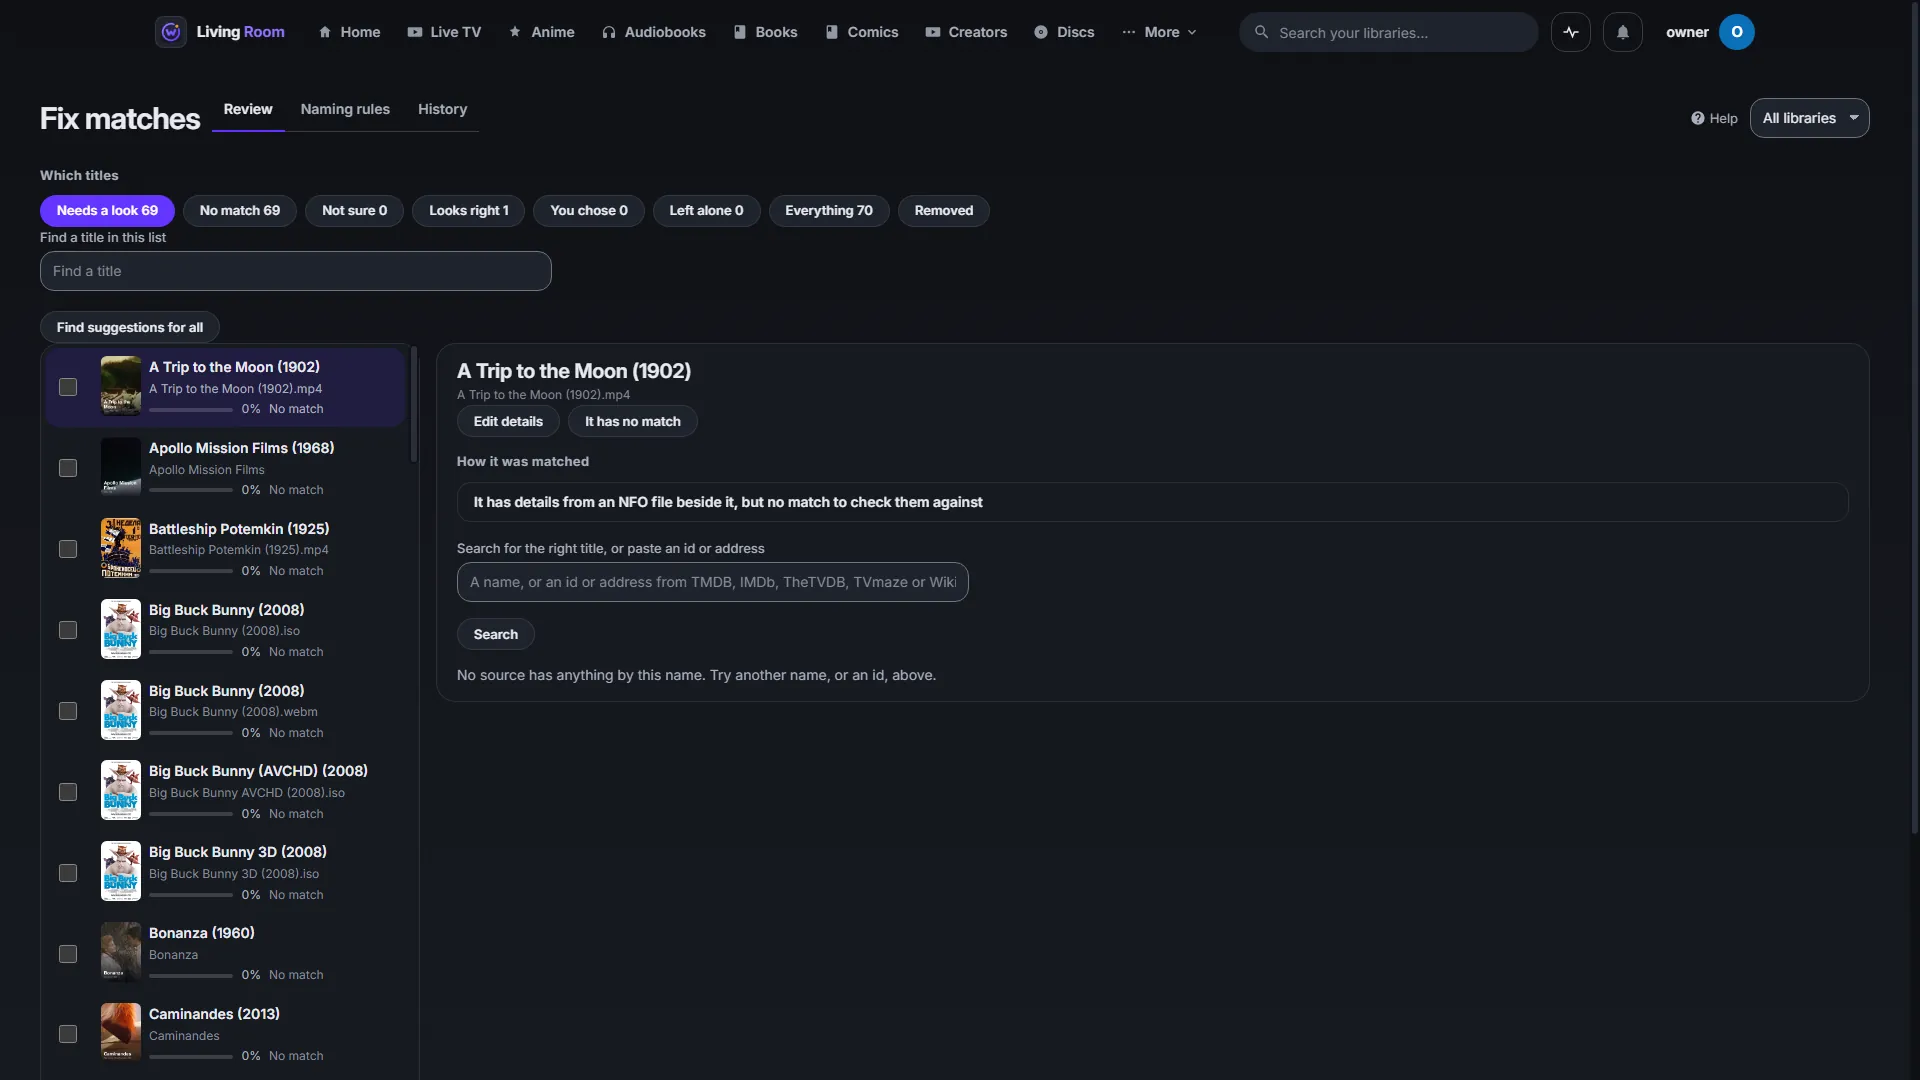 Living Room
Home
Live TV
Anime
Audiobooks
Books
Comics
Creators
Discs
More
Search your libraries...
owner
O
Fix matches
Review
Naming rules
History
Help
All libraries
Which titles
Needs a look 69
No match 69
Not sure 0
Looks right 1
You chose 0
Left alone 0
Everything 70
Removed
Find a title in this list
Find a title
Find suggestions for all
A Trip to the Moon (1902)
A Trip to the Moon (1902).mp4
0% No match
Apollo Mission Films (1968)
Apollo Mission Films
0% No match
Battleship Potemkin (1925)
Battleship Potemkin (1925).mp4
0% No match
Big Buck Bunny (2008)
Big Buck Bunny (2008).iso
0% No match
Big Buck Bunny (2008)
Big Buck Bunny (2008).webm
0% No match
Big Buck Bunny (AVCHD) (2008)
Big Buck Bunny AVCHD (2008).iso
0% No match
Big Buck Bunny 3D (2008)
Big Buck Bunny 3D (2008).iso
0% No match
Bonanza (1960)
Bonanza
0% No match
Caminandes (2013)
Caminandes
0% No match
A Trip to the Moon (1902)
A Trip to the Moon (1902).mp4
Edit details
It has no match
How it was matched
It has details from an NFO file beside it, but no match to check them against
Search for the right title, or paste an id or address
A name, or an id or address from TMDB, IMDb, TheTVDB, TVmaze or Wiki
Search
No source has anything by this name. Try another name, or an id, above.